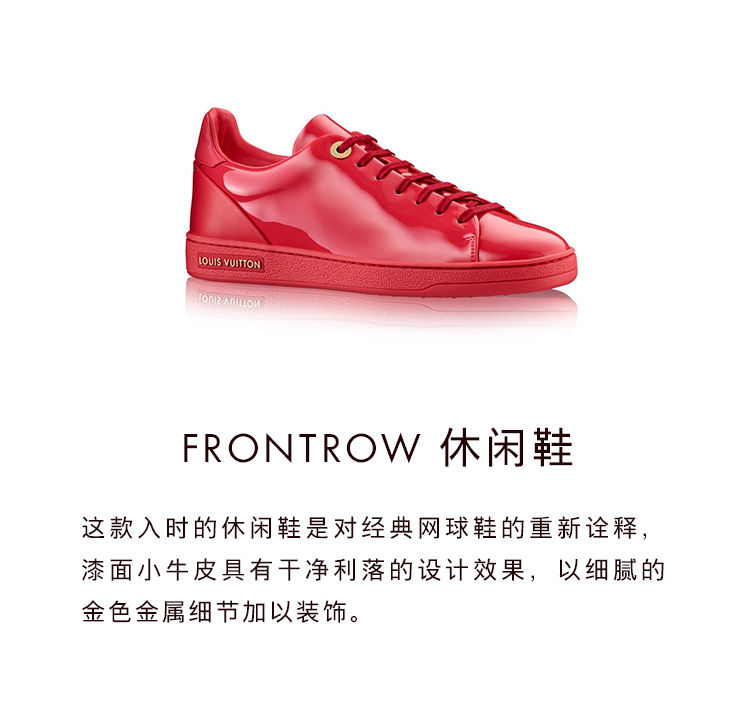 LOUIS VUITTON
FRONTROW 休闲鞋
这款入时的休闲鞋是对经典网球鞋的重新诠释，
漆面小牛皮具有干净利落的设计效果，以细腻的
金色金属细节加以装饰。